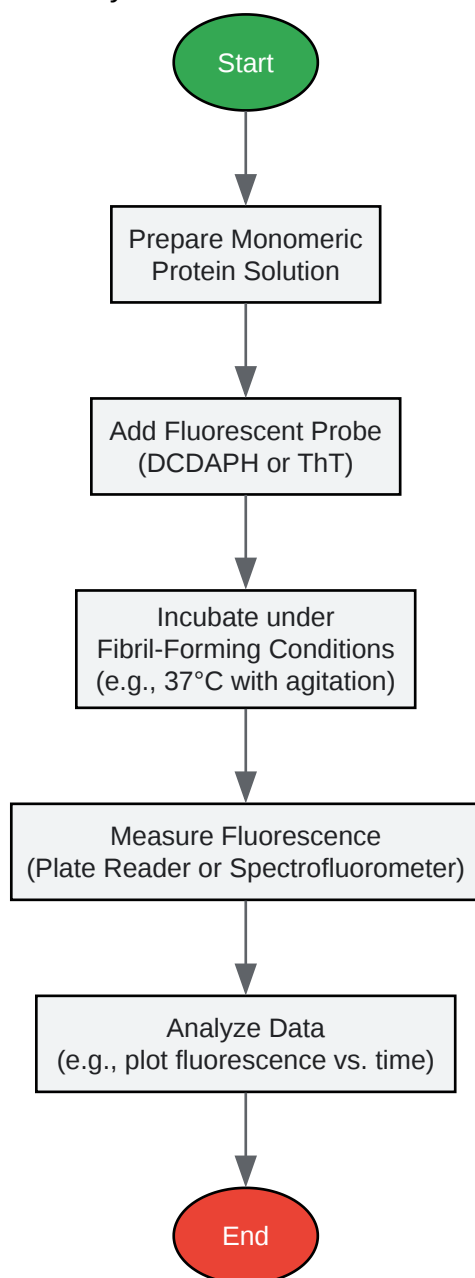 Start
Prepare Monomeric
Protein Solution
Add Fluorescent Probe
(DCDAPH or ThT)
Incubate under
Fibril-Forming Conditions
(e.g., 37°C with agitation)
Measure Fluorescence
(Plate Reader or Spectrofluorometer)
Analyze Data
(e.g., plot fluorescence vs. time)
End